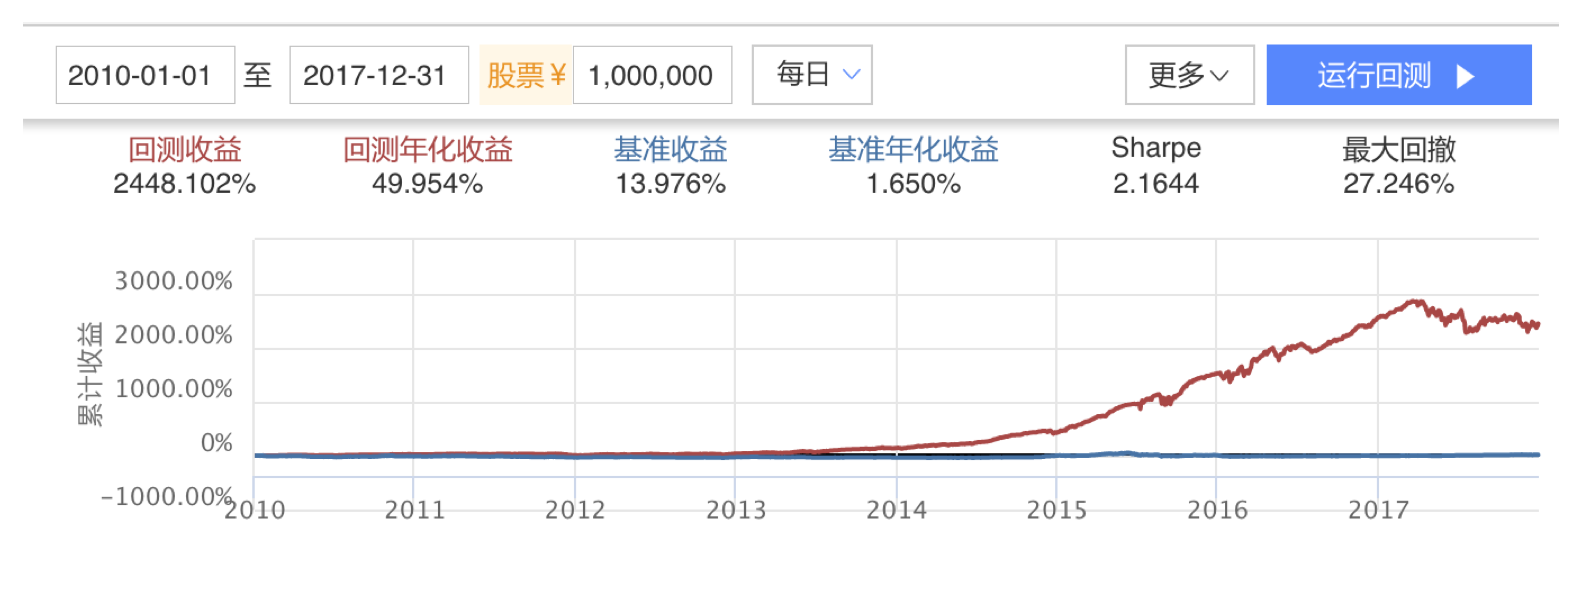 2010-01-01 至 2017-12-31 股票¥ 1,000,000 每日 更多 运行回测
回测收益 回测年化收益 基准收益 基准年化收益 Sharpe 最大回撤
2448.102% 49.954% 13.976% 1.650% 2.1644 27.246%
累计收益
3000.00%
2000.00%
1000.00%
0%
-1000.00%
2010 2011 2012 2013 2014 2015 2016 2017